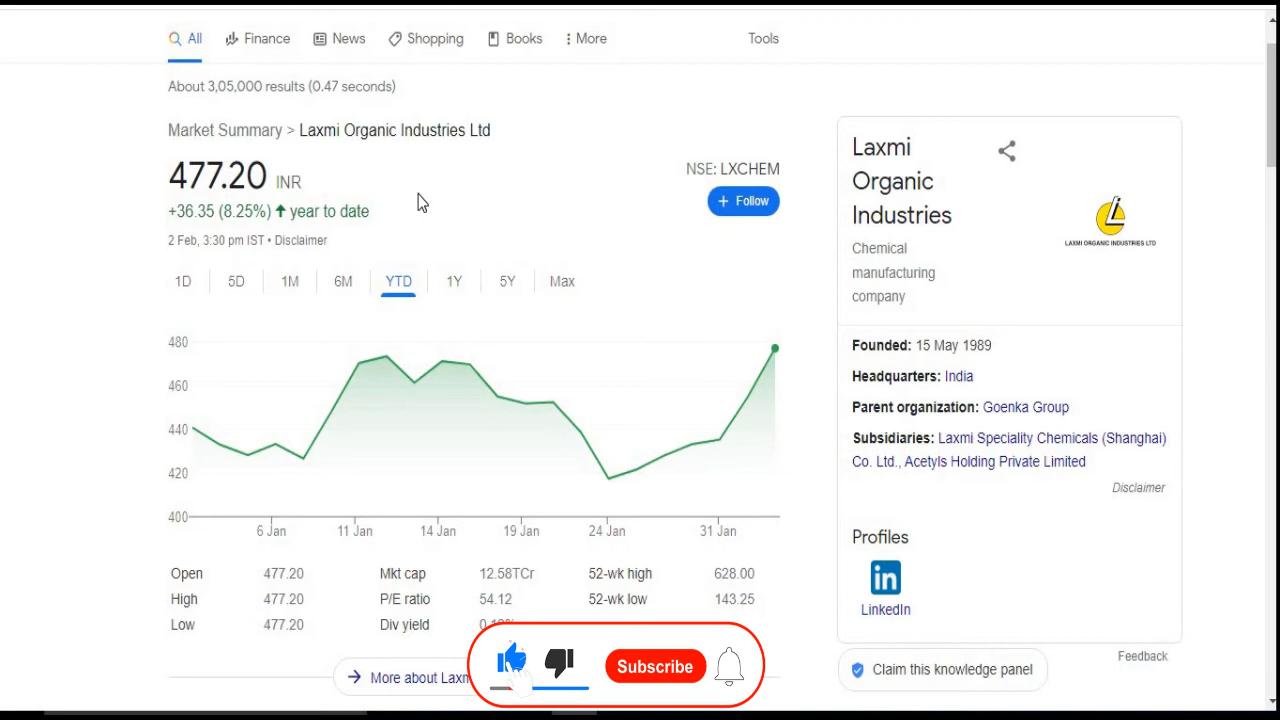 All Finance News Shopping Books More Tools
About 3,05,000 results (0.47 seconds)
Market Summary > Laxmi Organic Industries Ltd
477.20 INR
NSE: LXCHEM
+36.35 (8.25%) year to date
+ Follow
2 Feb, 3:30 pm IST • Disclaimer
1D 5D 1M 6M YTD 1Y 5Y Max
480
460
440
420
400
6 Jan 11 Jan 14 Jan 19 Jan 24 Jan 31 Jan
Open 477.20 Mkt cap 12.58TCr 52-wk high 628.00
High 477.20 P/E ratio 54.12 52-wk low 143.25
Low 477.20 Div yield
More about Laxm
Subscribe
Laxmi
Organic
Industries
LAXMI ORGANIC INDUSTRIES LTD
Chemical
manufacturing
company
Founded: 15 May 1989
Headquarters: India
Parent organization: Goenka Group
Subsidiaries: Laxmi Speciality Chemicals (Shanghai)
Co. Ltd., Acetyls Holding Private Limited
Disclaimer
Profiles
in
LinkedIn
Feedback
Claim this knowledge panel